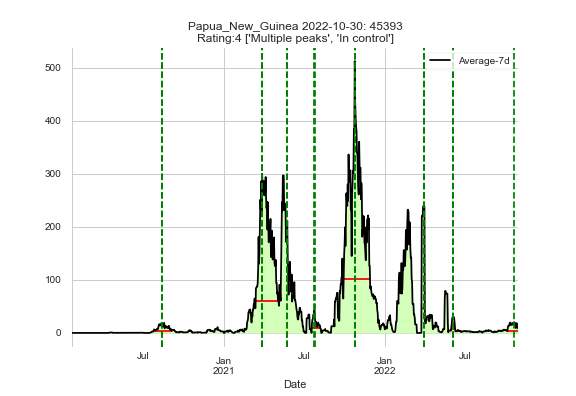 Papua_New_Guinea 2022-10-30: 45393
Rating:4 ['Multiple peaks', 'In control']
Average-7d
500
400
300
200
100
0
Jul
Jan
2021
Jul
Jan
2022
Jul
Date